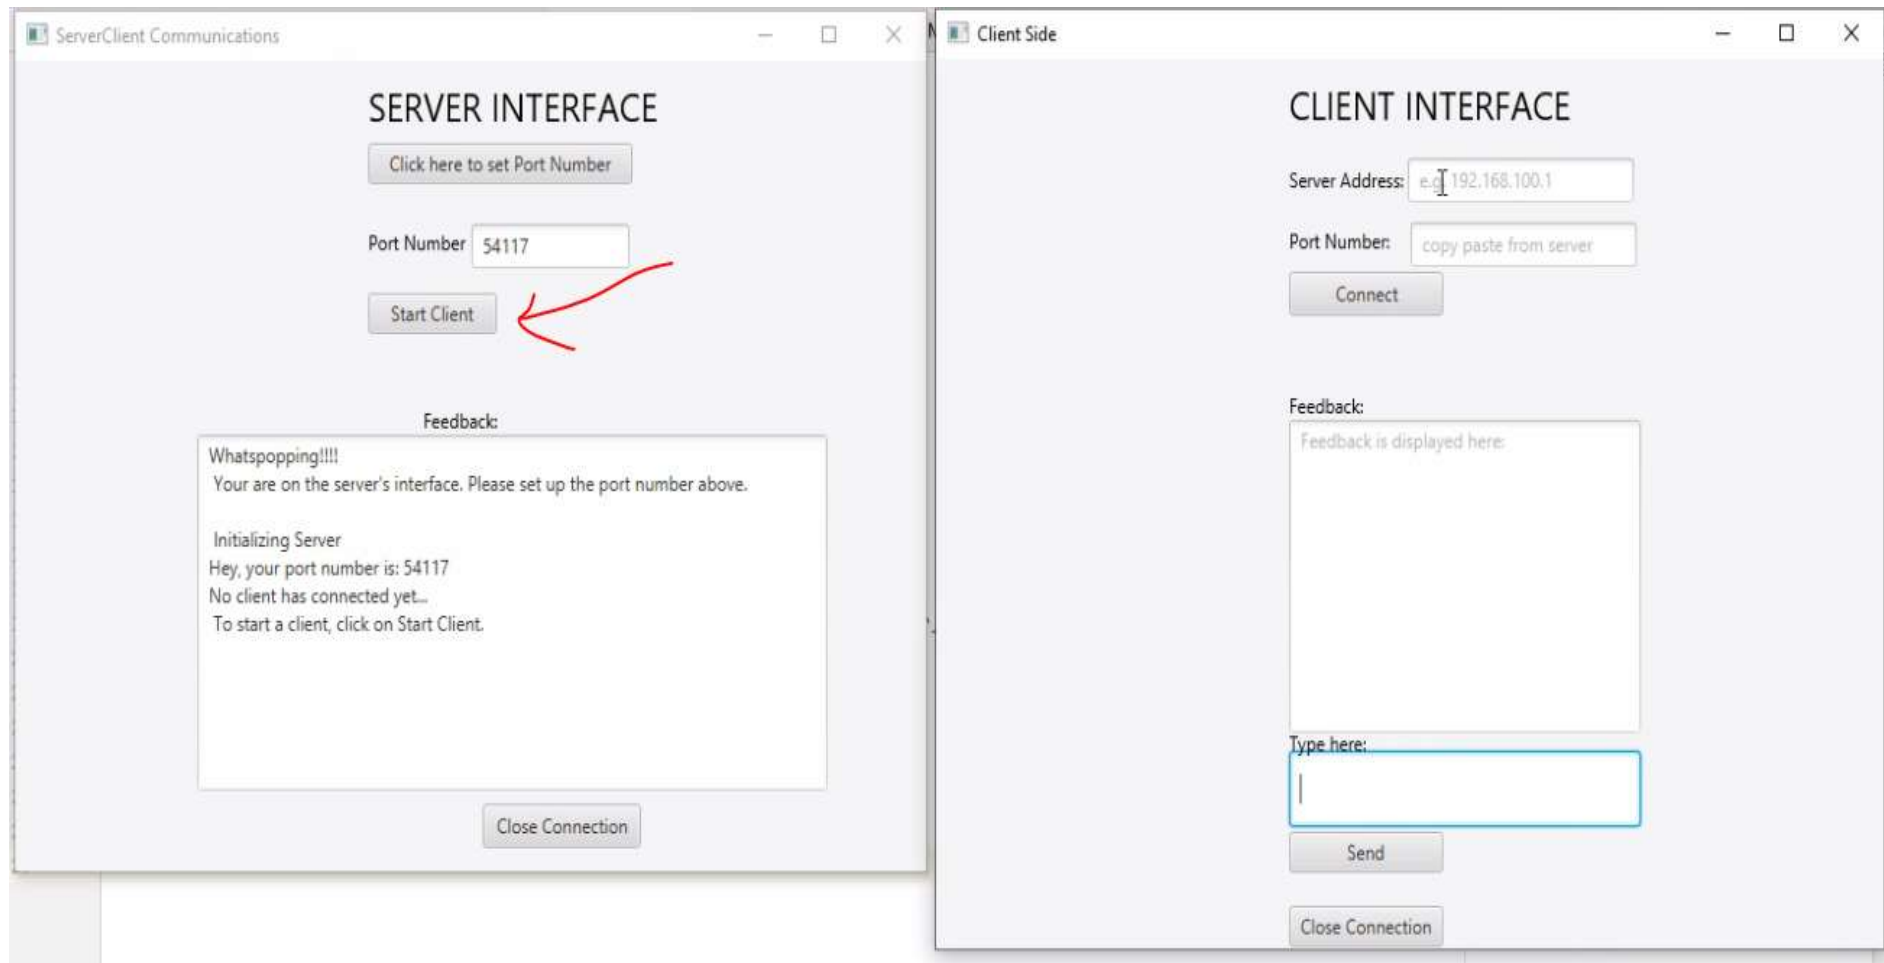 ServerClient Communications
SERVER INTERFACE
Click here to set Port Number
Port Number 54117
Start Client
Feedback:
Whatspopping!!!!
Your are on the server's interface. Please set up the port number above.
Initializing Server
Hey, your port number is: 54117
No client has connected yet...
To start a client, click on Start Client.
Close Connection
Client Side
CLIENT INTERFACE
Server Address: e.g. 192.168.100.1
Port Number: copy paste from server
Connect
Feedback:
Feedback is displayed here:
Type here:
Send
Close Connection